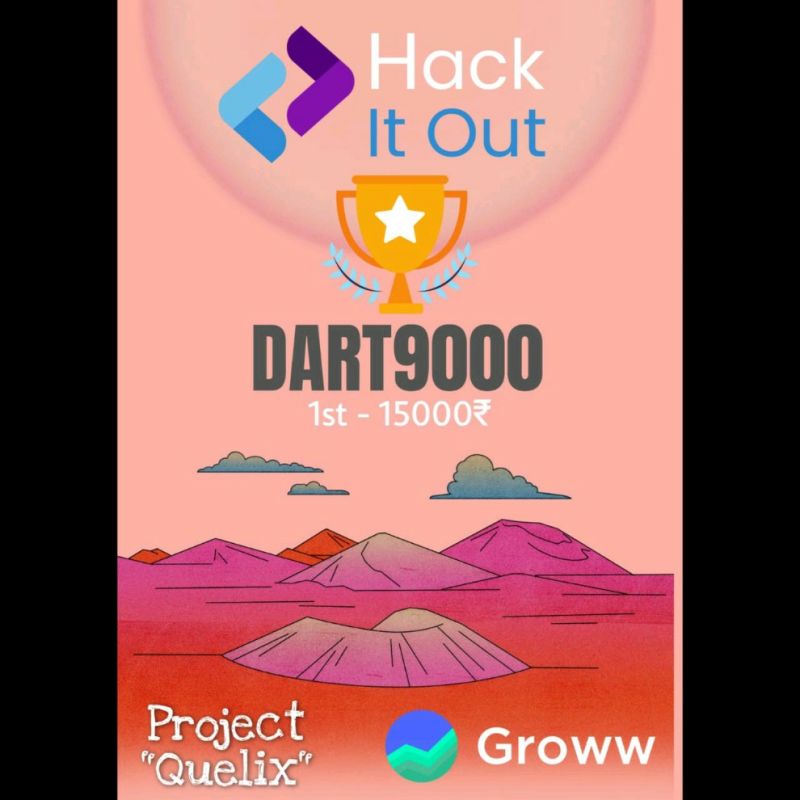 Hack
It Out
DART9000
1st - 15000₹
Project
"Quelix"
Groww